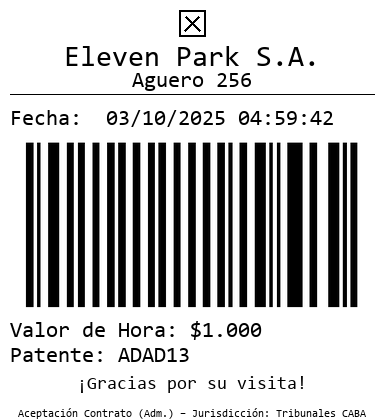 Eleven Park S.A.
Aguero 256
Fecha: 03/10/2025 04:59:42
Valor de Hora: $1.000
Patente: ADAD13
¡Gracias por su visita!
Aceptación Contrato (Adm.) – Jurisdicción: Tribunales CABA